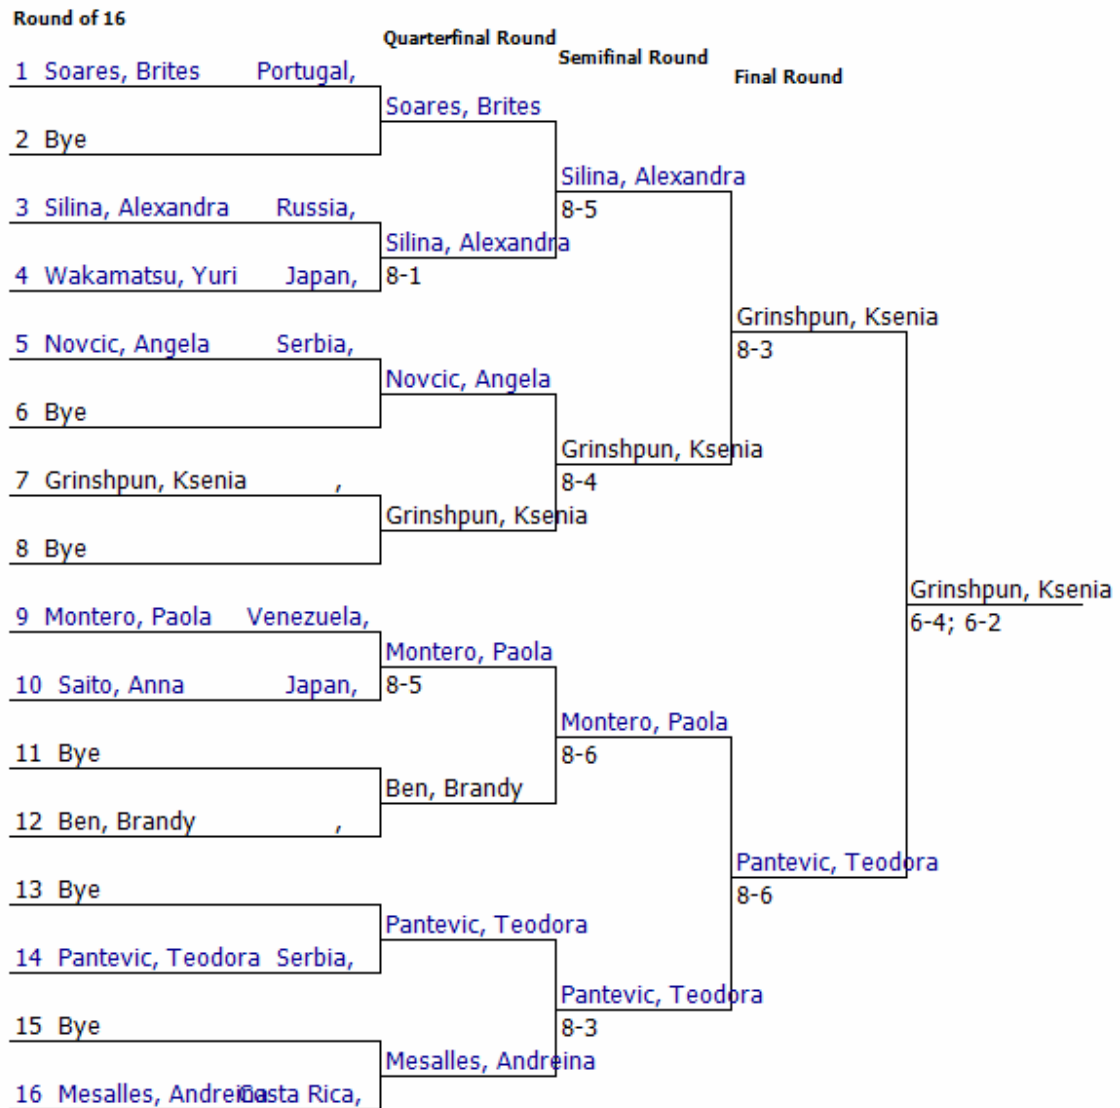 Round of 16
Quarterfinal Round
Semifinal Round
Final Round
1 Soares, Brites Portugal,
Soares, Brites
2 Bye
Silina, Alexandra
8-5
3 Silina, Alexandra Russia,
Silina, Alexandra
8-1
4 Wakamatsu, Yuri Japan,
Grinshpun, Ksenia
8-3
5 Novcic, Angela Serbia,
Novcic, Angela
6 Bye
Grinshpun, Ksenia
8-4
7 Grinshpun, Ksenia ,
Grinshpun, Ksenia
8 Bye
Grinshpun, Ksenia
6-4; 6-2
9 Montero, Paola Venezuela,
Montero, Paola
8-5
10 Saito, Anna Japan,
Montero, Paola
8-6
11 Bye
Ben, Brandy
12 Ben, Brandy ,
Pantevic, Teodora
8-6
13 Bye
Pantevic, Teodora
14 Pantevic, Teodora Serbia,
Pantevic, Teodora
8-3
15 Bye
Mesalles, Andreina
16 Mesalles, Andreina Costa Rica,